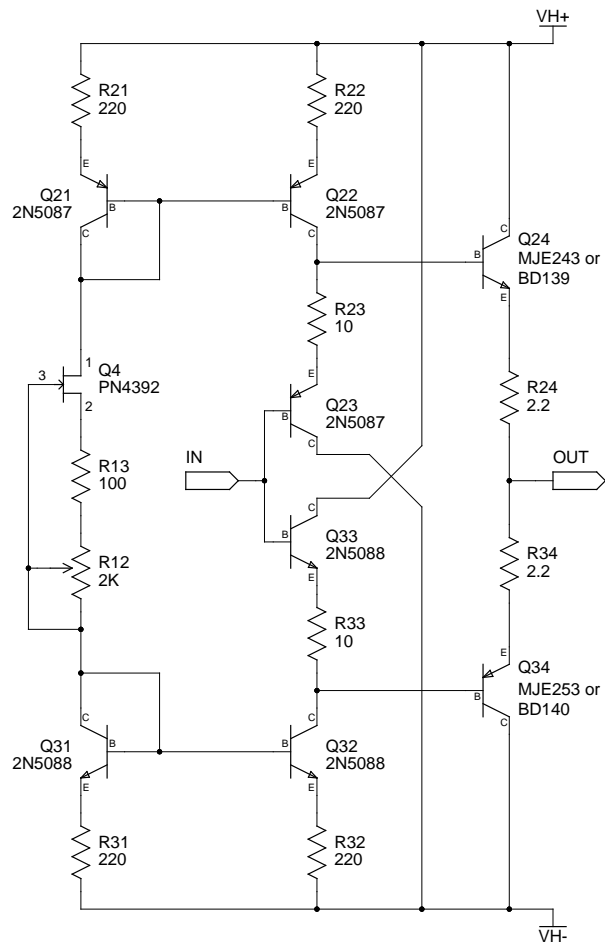 VH+
R21
220
R22
220
E
E
Q21
2N5087
B
B
Q22
2N5087
C
C
C
Q24
MJE243 or
BD139
B
E
R23
10
1
3
Q4
PN4392
2
E
Q23
2N5087
B
C
R24
2.2
R13
100
IN
OUT
C
B
Q33
2N5088
E
R12
2K
R34
2.2
R33
10
E
Q34
MJE253 or
BD140
B
C
C
C
Q31
2N5088
B
B
Q32
2N5088
E
E
R31
220
R32
220
VH-